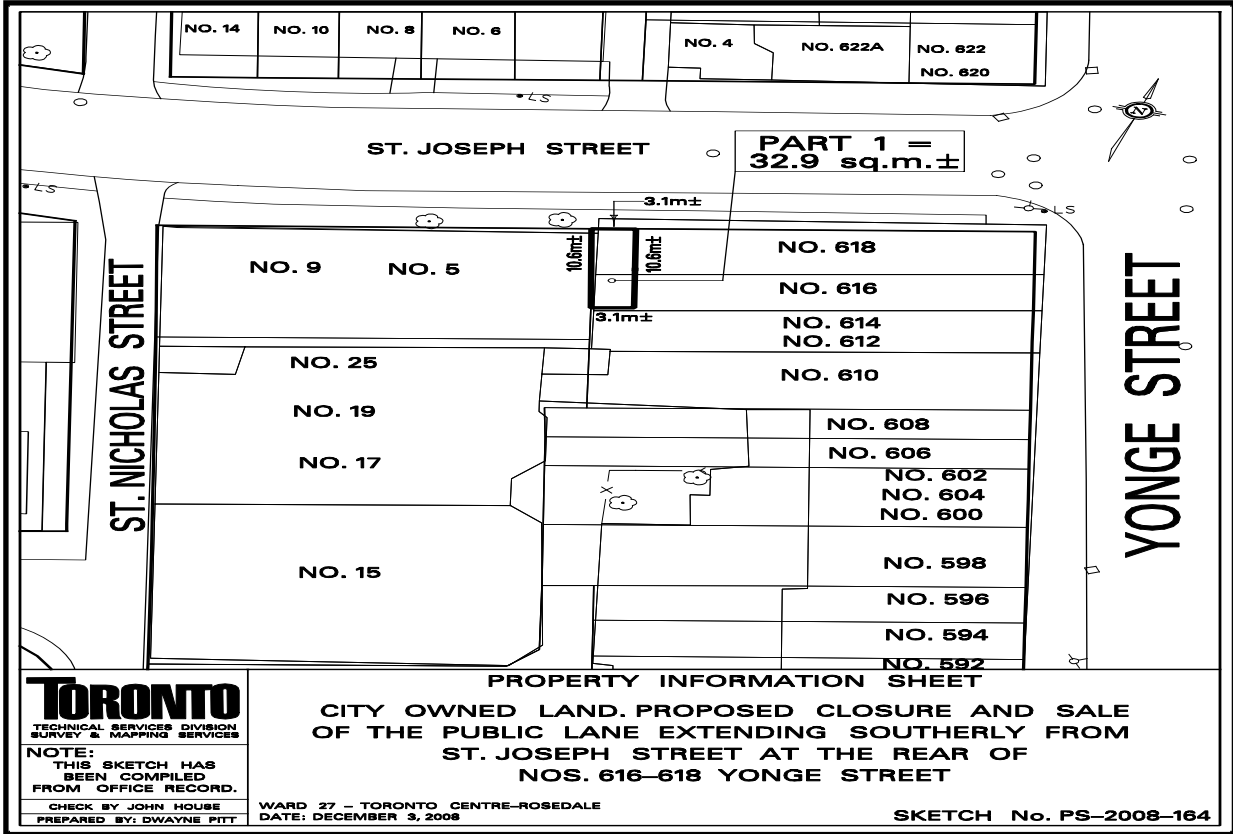 NO. 14
NO. 10
NO. 8
NO. 6
NO. 4
NO. 622A
NO. 622
NO. 620
LS
N
ST. JOSEPH STREET
PART 1 =
32.9 sq.m.±
LS
3.1m±
LS
10.6m±
10.6m±
NO. 9
NO. 5
NO. 618
NO. 616
3.1m±
NO. 614
NO. 612
NO. 25
NO. 610
NO. 19
NO. 608
NO. 17
NO. 606
NO. 602
X
NO. 604
NO. 600
NO. 15
NO. 598
NO. 596
NO. 594
NO. 592
ST. NICHOLAS STREET
YONGE STREET
TORONTO
TECHNICAL SERVICES DIVISION
SURVEY & MAPPING SERVICES
NOTE:
THIS SKETCH HAS
BEEN COMPILED
FROM OFFICE RECORD.
CHECK BY JOHN HOUSE
PREPARED BY: DWAYNE PITT
PROPERTY INFORMATION SHEET
CITY OWNED LAND. PROPOSED CLOSURE AND SALE
OF THE PUBLIC LANE EXTENDING SOUTHERLY FROM
ST. JOSEPH STREET AT THE REAR OF
NOS. 616–618 YONGE STREET
WARD 27 – TORONTO CENTRE–ROSEDALE
DATE: DECEMBER 3, 2008
SKETCH No. PS–2008–164